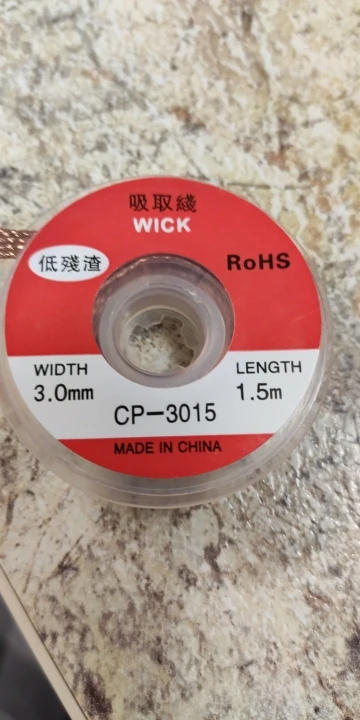 吸取綫
WICK
低殘渣
RoHS
WIDTH
3.0mm
LENGTH
1.5m
CP-3015
MADE IN CHINA